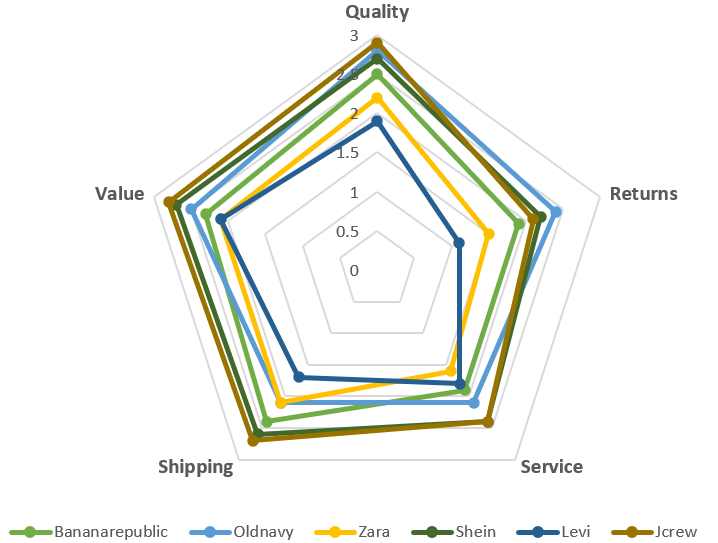 Quality
3
2.5
2
1.5
1
0.5
0
Value
Returns
Shipping
Service
Bananarepublic Oldnavy Zara Shein Levi Jcrew